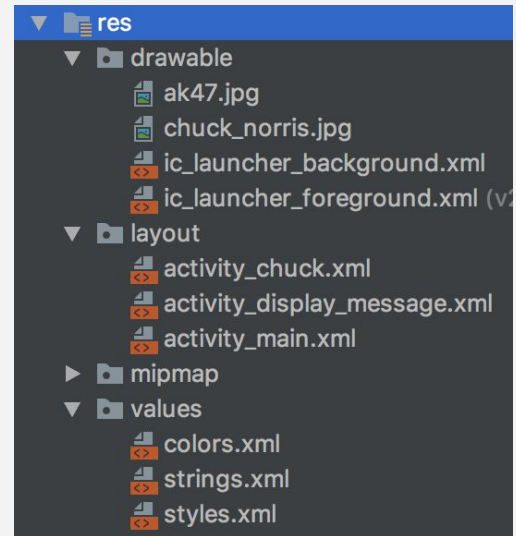 res
drawable
ak47.jpg
chuck_norris.jpg
ic_launcher_background.xml
ic_launcher_foreground.xml
layout
activity_chuck.xml
activity_display_message.xml
activity_main.xml
mipmap
values
colors.xml
strings.xml
styles.xml